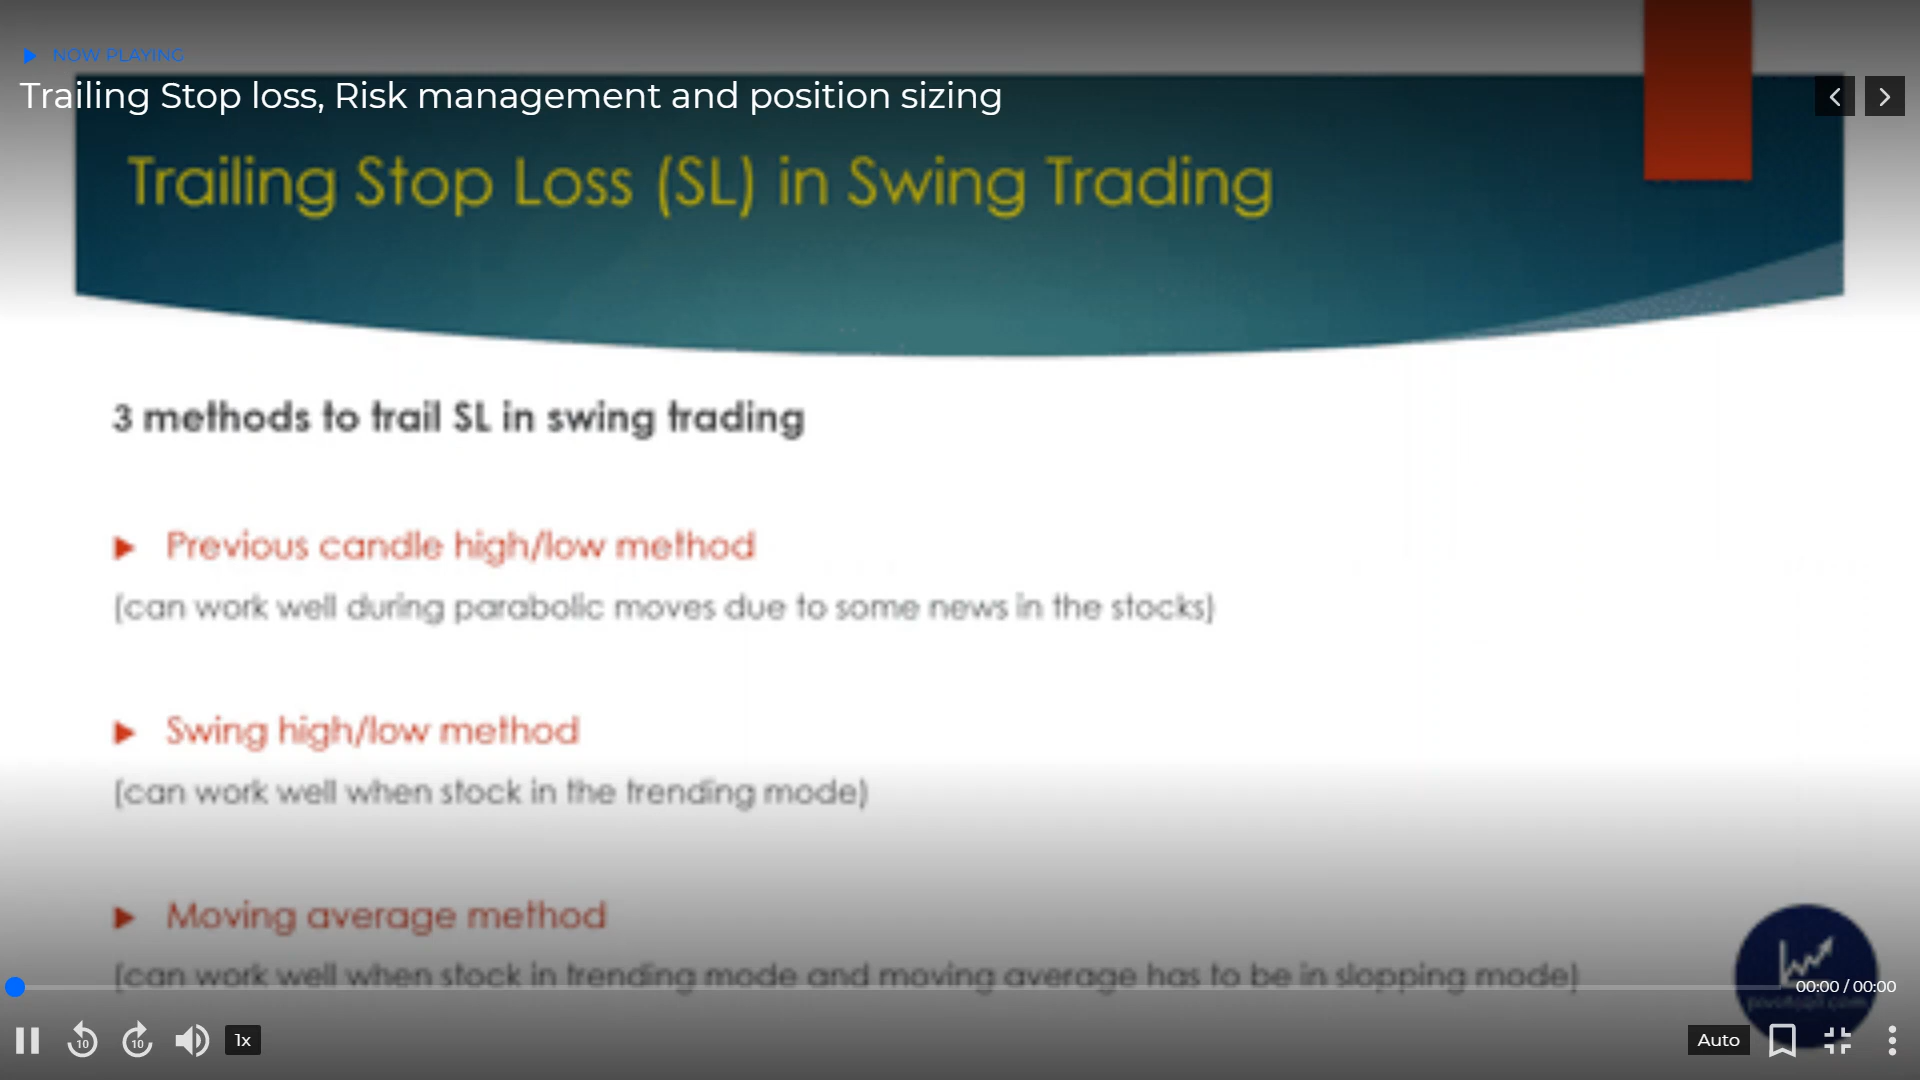 NOW PLAYING
Trailing Stop loss, Risk management and position sizing
Trailing Stop Loss (SL) in Swing Trading
3 methods to trail SL in swing trading
Previous candle high/low method
(can work well during parabolic moves due to some news in the stocks)
Swing high/low method
(can work well when stock in the trending mode)
Moving average method
(can work well when stock in trending mode and moving average has to be in slopping mode)
00:00 / 00:00
10
10
1x
Auto